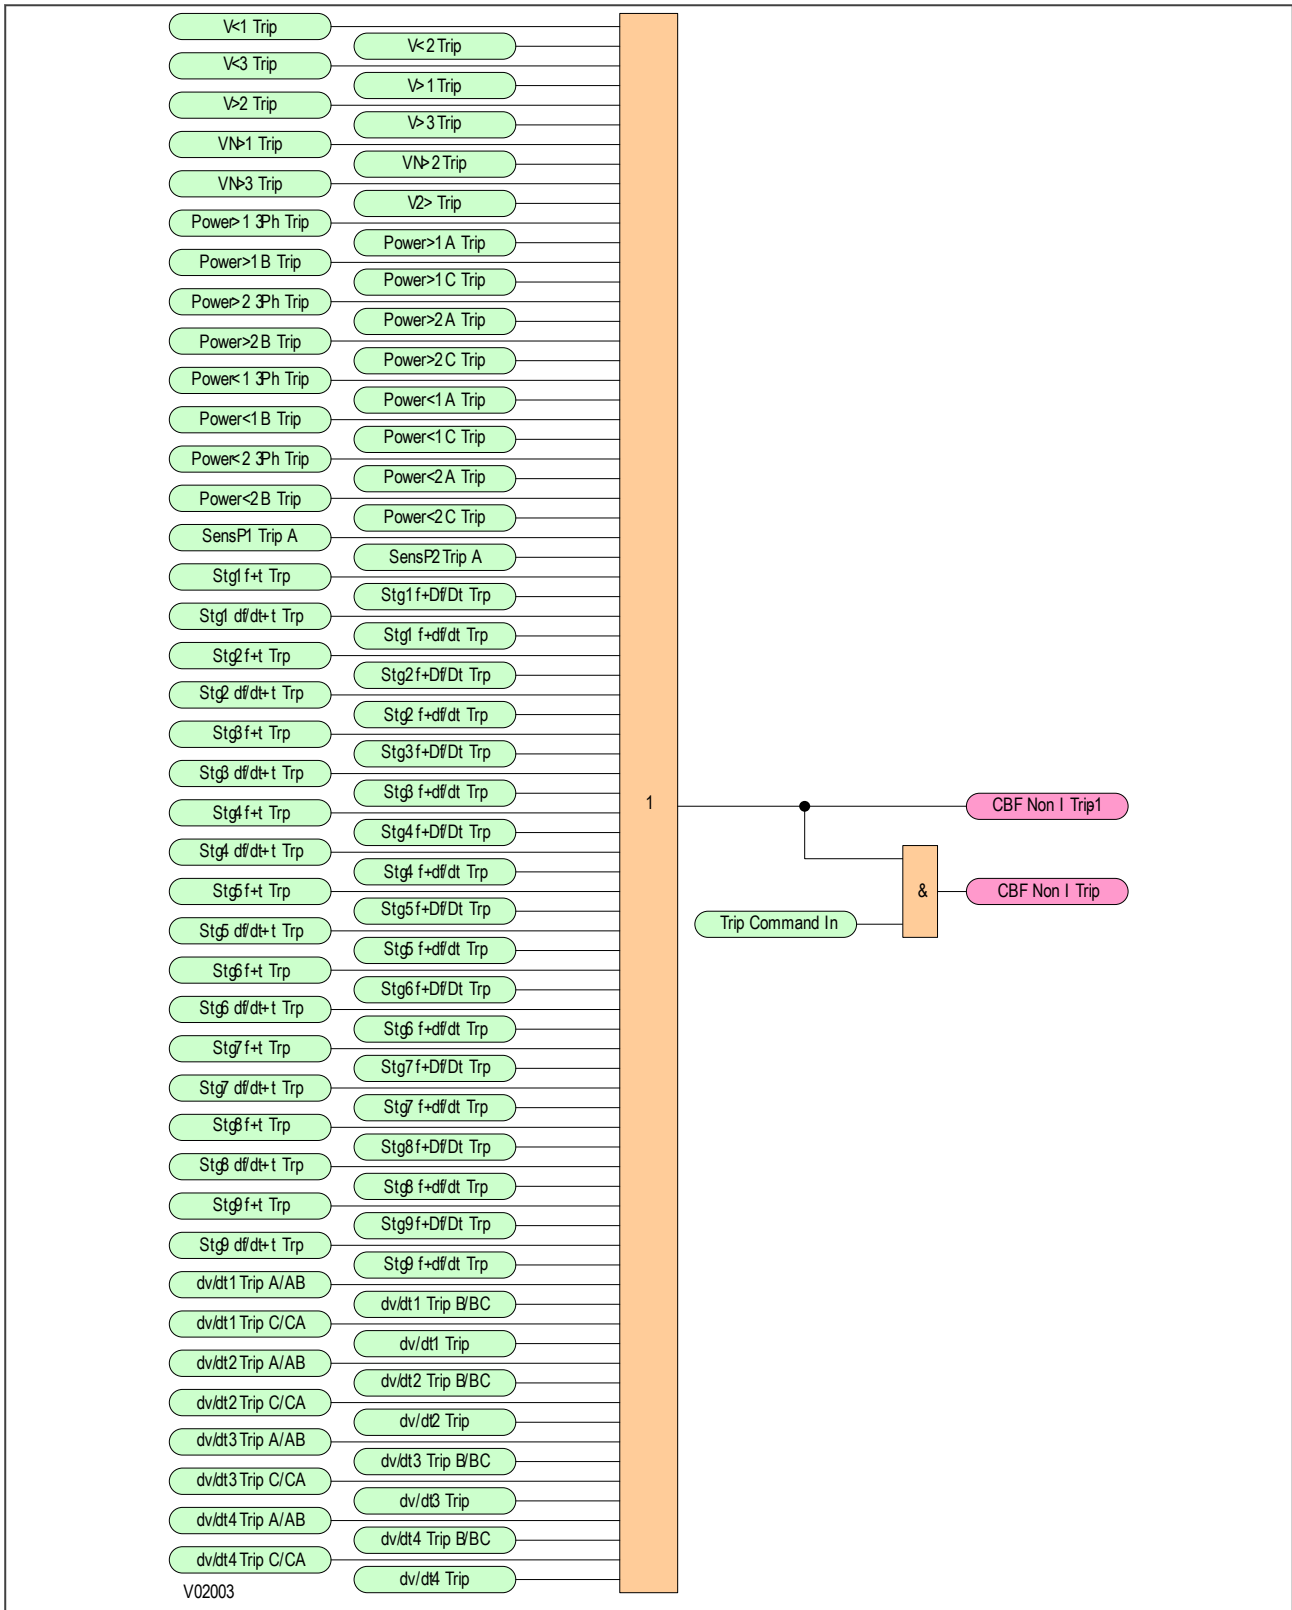 V<1 Trip
V<2 Trip
V<3 Trip
V>1 Trip
V>2 Trip
V>3 Trip
VN>1 Trip
VN>2 Trip
VN>3 Trip
V2> Trip
Power>1 3Ph Trip
Power>1 A Trip
Power>1 B Trip
Power>1 C Trip
Power>2 3Ph Trip
Power>2 A Trip
Power>2 B Trip
Power>2 C Trip
Power<1 3Ph Trip
Power<1 A Trip
Power<1 B Trip
Power<1 C Trip
Power<2 3Ph Trip
Power<2 A Trip
Power<2 B Trip
Power<2 C Trip
SensP1 Trip A
SensP2 Trip A
Stg1 f+t Trp
Stg1 f+Df/Dt Trp
Stg1 df/dt+t Trp
Stg1 f+df/dt Trp
Stg2 f+t Trp
Stg2 f+Df/Dt Trp
Stg2 df/dt+t Trp
Stg2 f+df/dt Trp
Stg3 f+t Trp
Stg3 f+Df/Dt Trp
Stg3 df/dt+t Trp
Stg3 f+df/dt Trp
1
CBF Non I Trip-1
Stg4 f+t Trp
Stg4 f+Df/Dt Trp
Stg4 df/dt+t Trp
Stg4 f+df/dt Trp
Stg5 f+t Trp
&
CBF Non I Trip
Stg5 f+Df/Dt Trp
Trip Command In
Stg5 df/dt+t Trp
Stg5 f+df/dt Trp
Stg6 f+t Trp
Stg6 f+Df/Dt Trp
Stg6 df/dt+t Trp
Stg6 f+df/dt Trp
Stg7 f+t Trp
Stg7 f+Df/Dt Trp
Stg7 df/dt+t Trp
Stg7 f+df/dt Trp
Stg8 f+t Trp
Stg8 f+Df/Dt Trp
Stg8 df/dt+t Trp
Stg8 f+df/dt Trp
Stg9 f+t Trp
Stg9 f+Df/Dt Trp
Stg9 df/dt+t Trp
Stg9 f+df/dt Trp
dv/dt1 Trip A/AB
dv/dt1 Trip B/BC
dv/dt1 Trip C/CA
dv/dt1 Trip
dv/dt2 Trip A/AB
dv/dt2 Trip B/BC
dv/dt2 Trip C/CA
dv/dt2 Trip
dv/dt3 Trip A/AB
dv/dt3 Trip B/BC
dv/dt3 Trip C/CA
dv/dt3 Trip
dv/dt4 Trip A/AB
dv/dt4 Trip B/BC
dv/dt4 Trip C/CA
dv/dt4 Trip
V02003